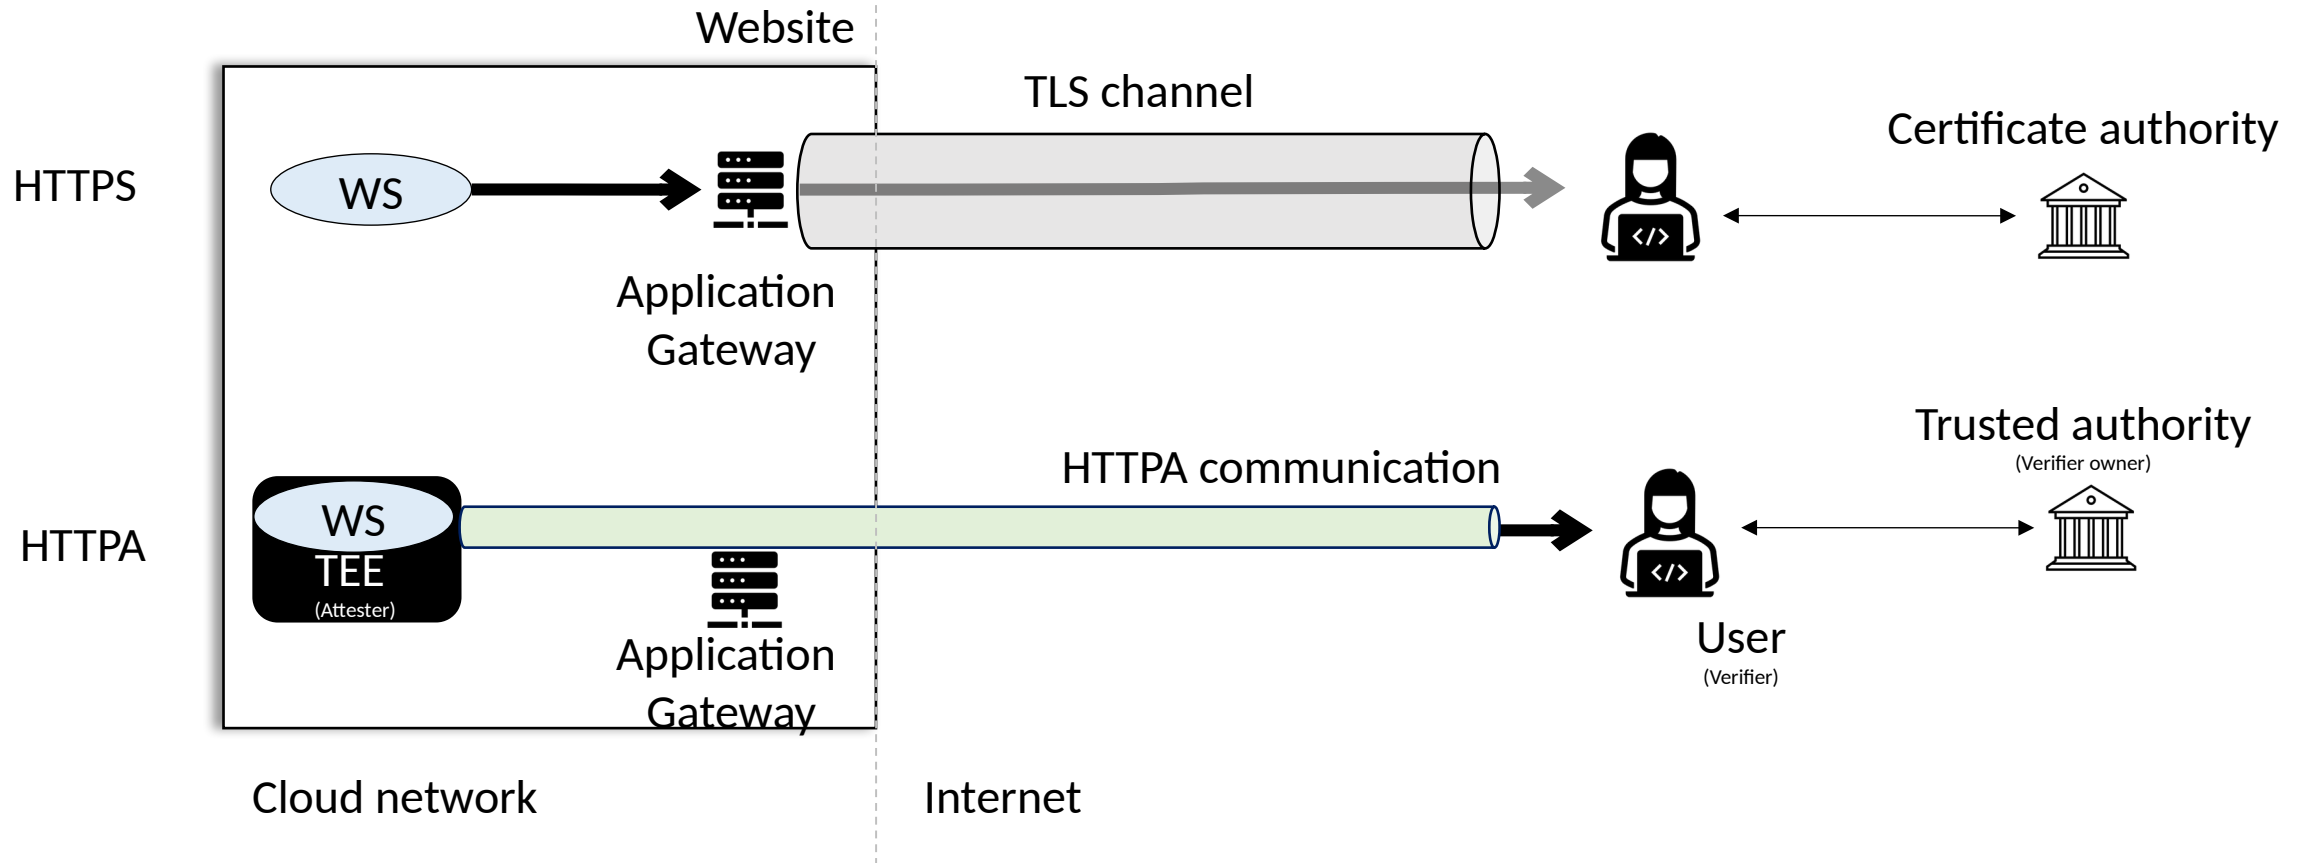 Website
TLS channel
Certificate authority
HTTPS
WS
</>
Application
Gateway
Trusted authority
(Verifier owner)
HTTPA communication
HTTPA
WS
TEE
(Attester)
</>
Application
Gateway
User
(Verifier)
Cloud network
Internet